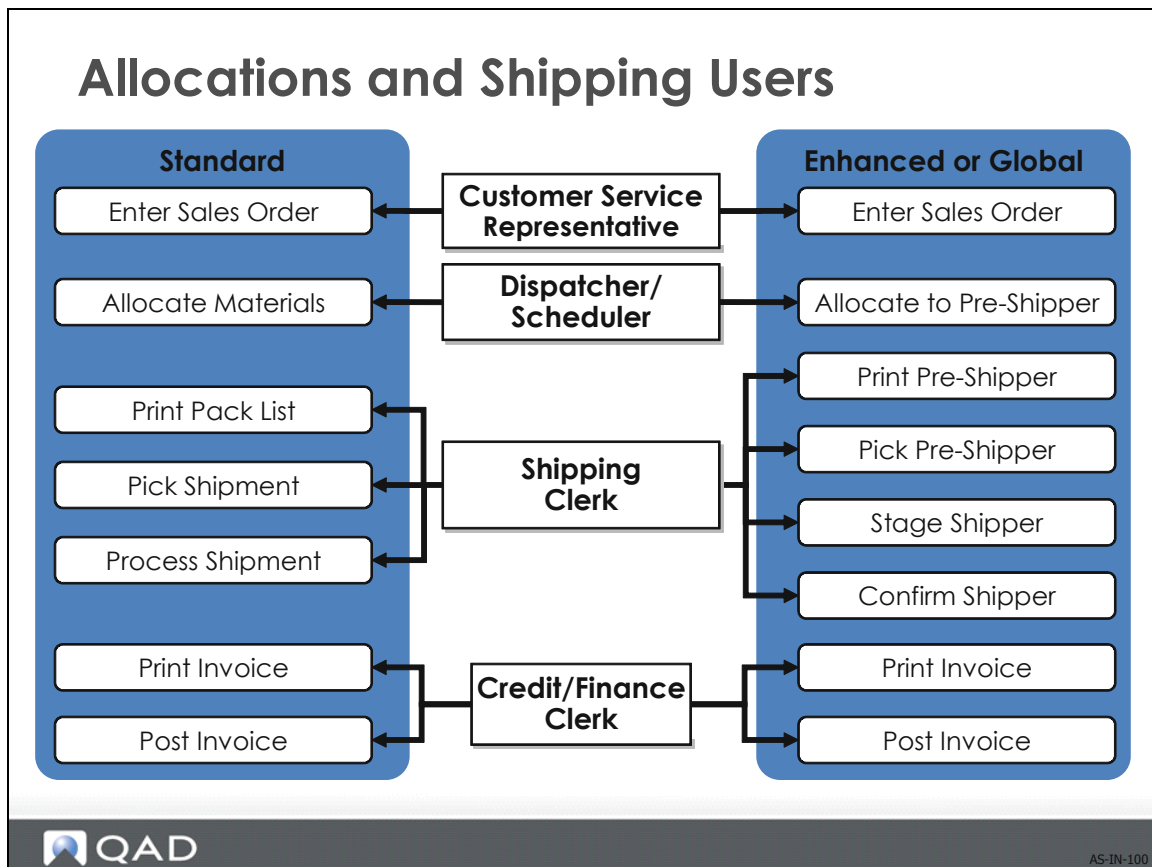 Allocations and Shipping Users
Standard
Enter Sales Order
Allocate Materials
Print Pack List
Pick Shipment
Process Shipment
Print Invoice
Post Invoice
Customer Service
Representative
Dispatcher/
Scheduler
Shipping
Clerk
Credit/Finance
Clerk
Enhanced or Global
Enter Sales Order
Allocate to Pre-Shipper
Print Pre-Shipper
Pick Pre-Shipper
Stage Shipper
Confirm Shipper
Print Invoice
Post Invoice
QAD
AS-IN-100